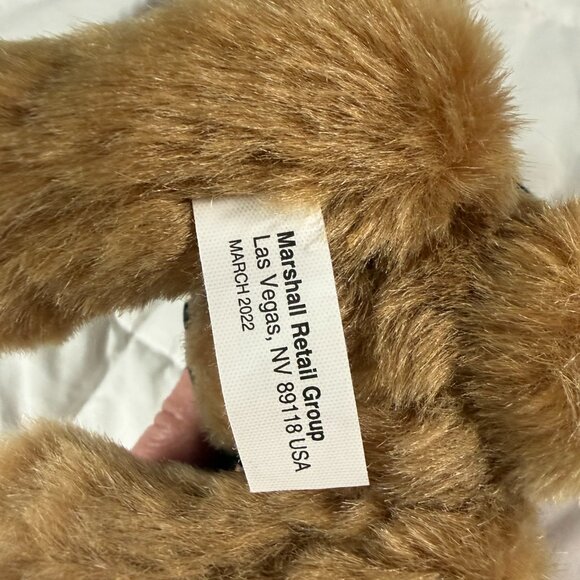 Marshall Retail Group
Las Vegas, NV 89118 USA
MARCH 2022